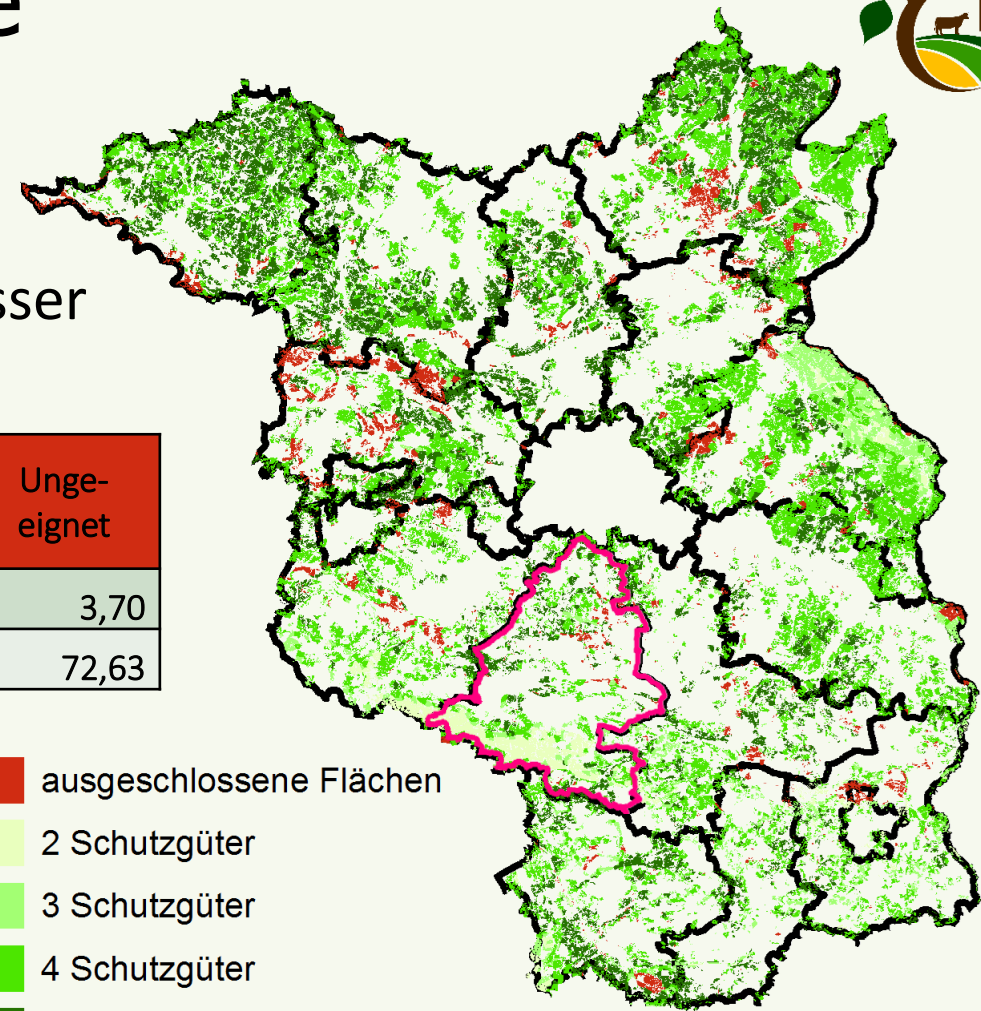 e
sser
Unge-
eignet
3,70
72,63
ausgeschlossene Flächen
2 Schutzgüter
3 Schutzgüter
4 Schutzgüter